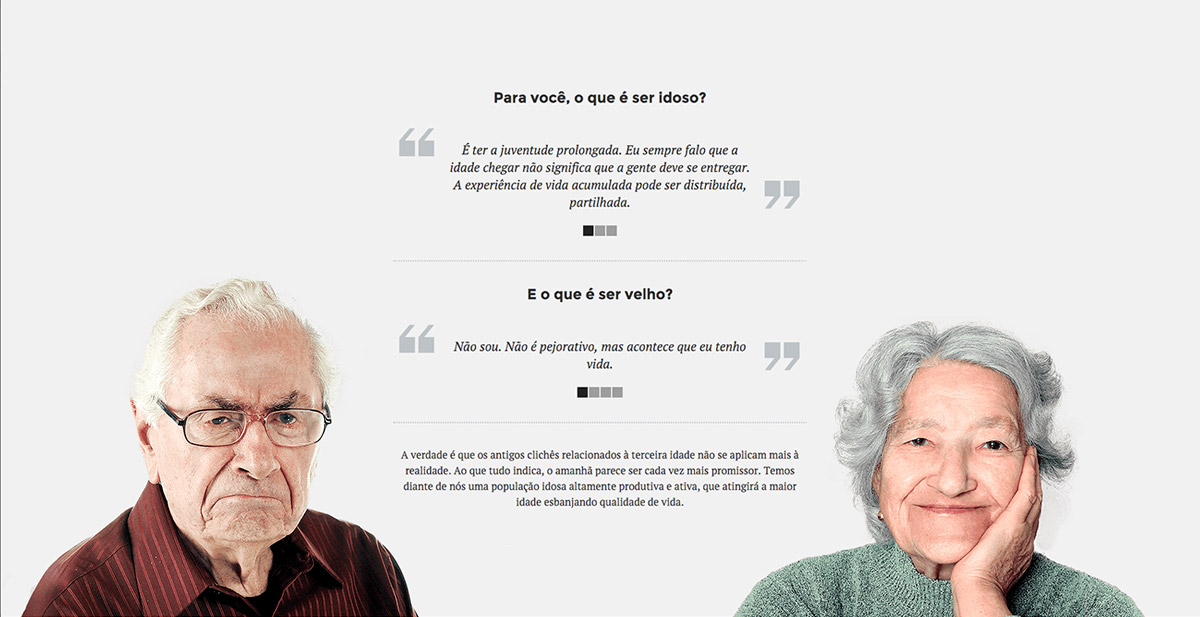 Para você, o que é ser idoso?
É ter a juventude prolongada. Eu sempre falo que a
idade chegar não significa que a gente deve se entregar.
A experiência de vida acumulada pode ser distribuída,
partilhada.
E o que é ser velho?
Não sou. Não é pejorativo, mas acontece que eu tenho
vida.
A verdade é que os antigos clichês relacionados à terceira idade não se aplicam mais à
realidade. Ao que tudo indica, o amanhã parece ser cada vez mais promissor. Temos
diante de nós uma população idosa altamente produtiva e ativa, que atingirá a maior
idade esbanjando qualidade de vida.